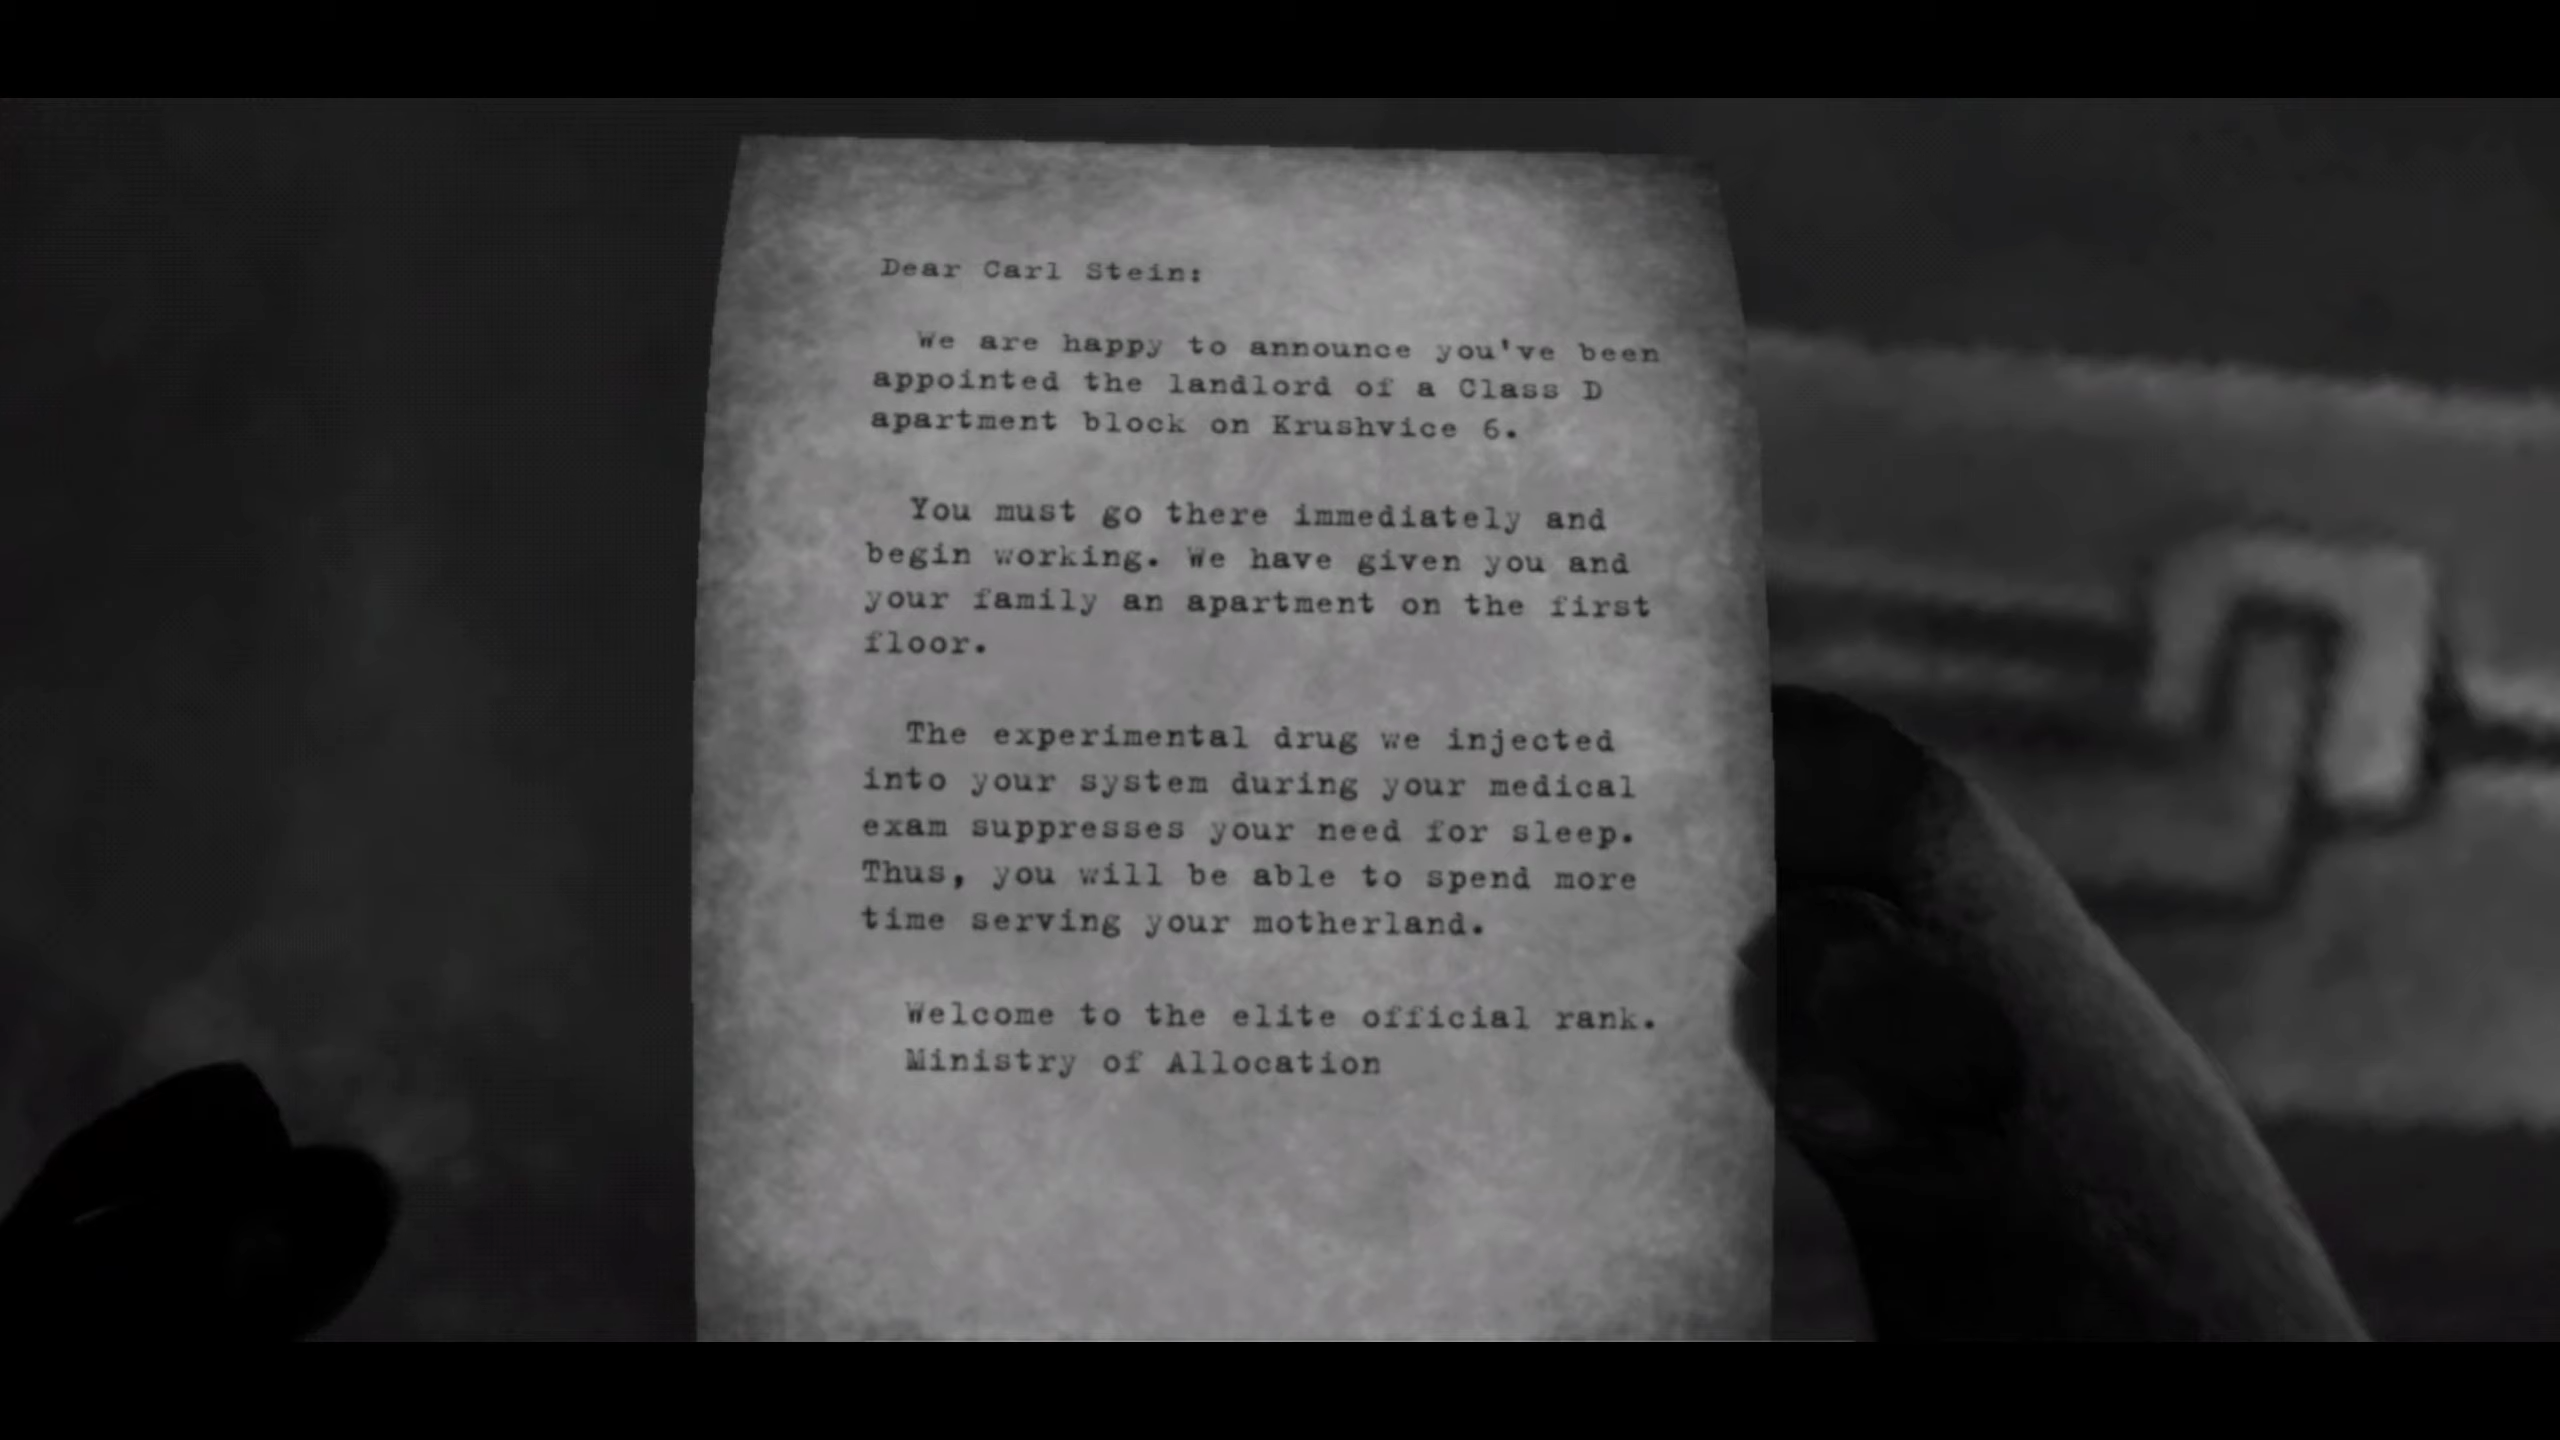 Dear Carl Stein:
We are happy to announce you've been
appointed the landlord of a Class D
apartment block on Krushvice 6.
You must go there immediately and
begin working. We have given you and
your family an apartment on the first
floor.
The experimental drug we injected
into your system during your medical
exam suppresses your need for sleep.
Thus, you will be able to spend more
time serving your motherland.
Welcome to the elite official rank.
Ministry of Allocation